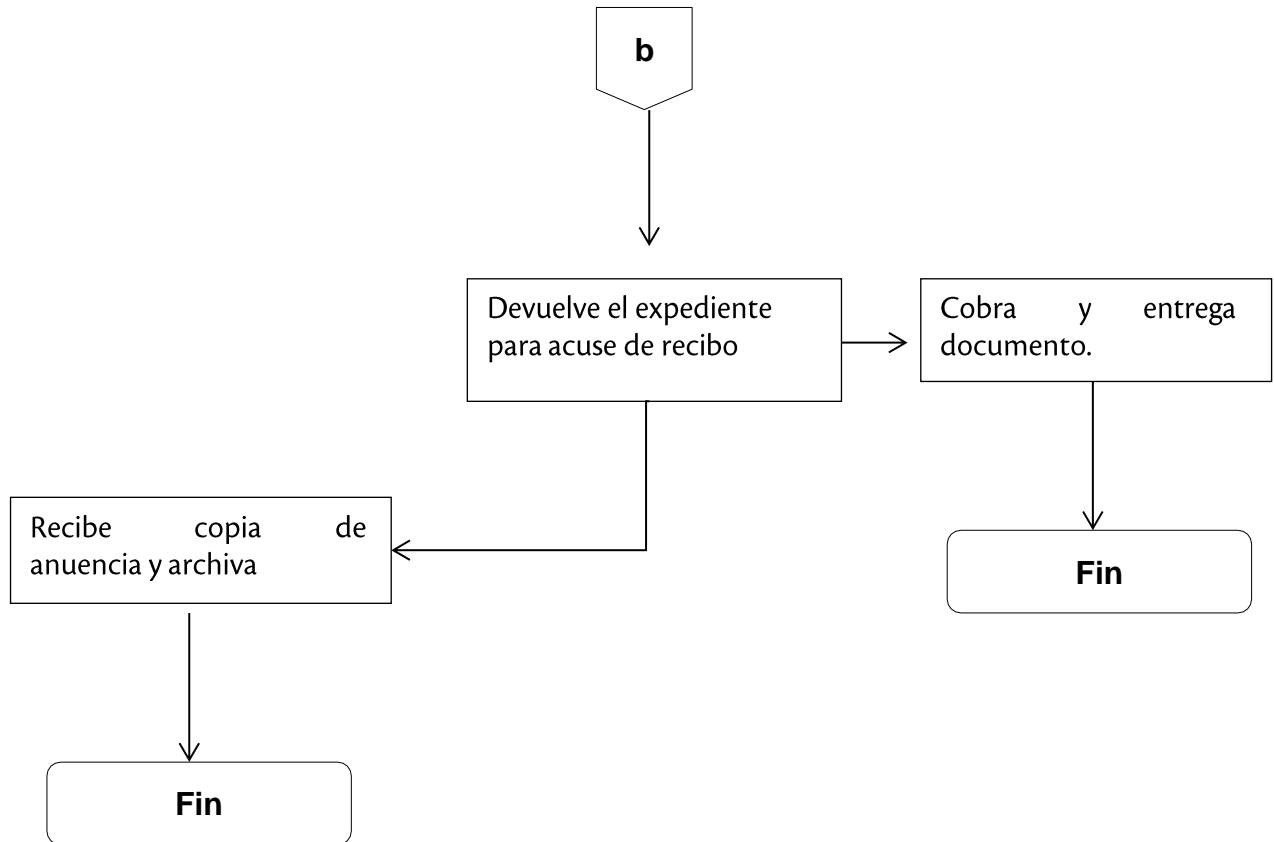 b
Devuelve el expediente
para acuse de recibo
Cobra y entrega
documento.
Recibe copia de
anuencia y archiva
Fin
Fin